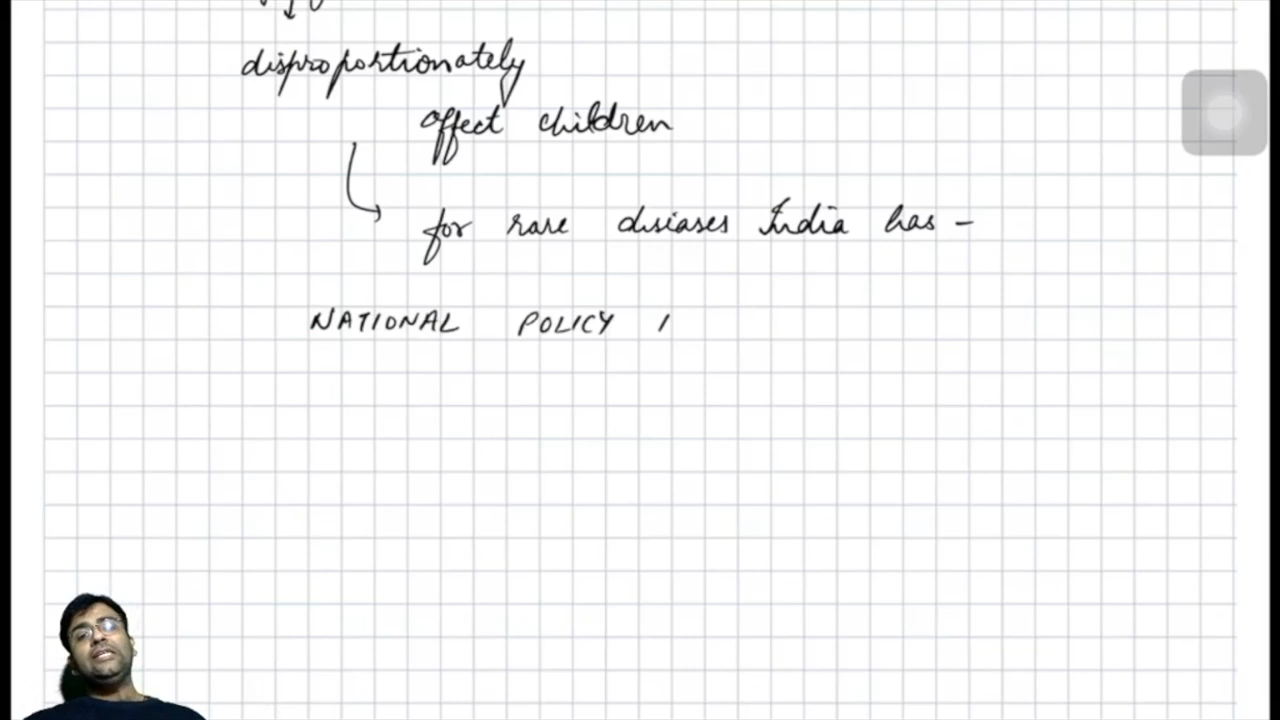 disproportionately
affect children
for rare diseases India has -
NATIONAL POLICY